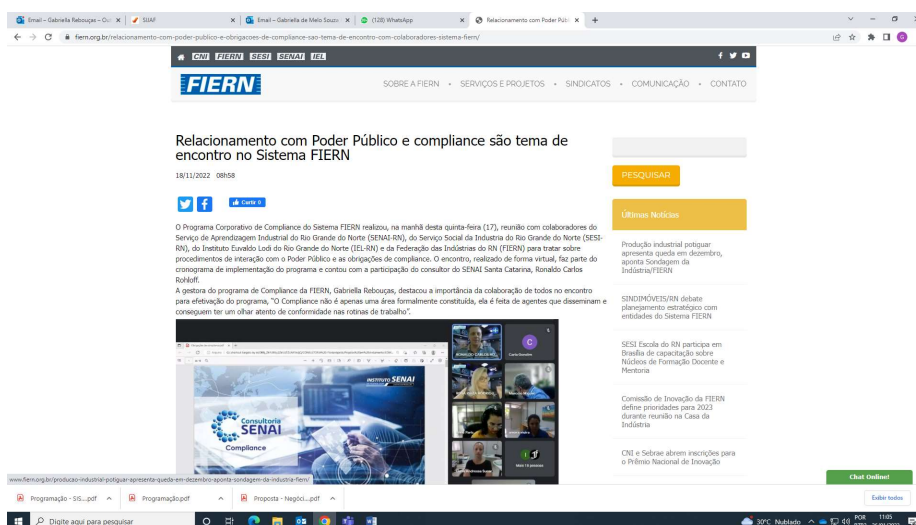 Email – Gabriella Rebouças – Out
SIJAF
Email – Gabriella de Melo Souza
(128) WhatsApp
Relacionamento com Poder Públic
fiern.org.br/relacionamento-com-poder-publico-e-obrigacoes-de-compliance-sao-tema-de-encontro-com-colaboradores-sistema-fiern/
CNI FIERN SESI SENAI IEL
FIERN
SOBRE A FIERN • SERVIÇOS E PROJETOS • SINDICATOS • COMUNICAÇÃO • CONTATO
Relacionamento com Poder Público e compliance são tema de
encontro no Sistema FIERN
18/11/2022 08h58
Curtir 0
O Programa Corporativo de Compliance do Sistema FIERN realizou, na manhã desta quinta-feira (17), reunião com colaboradores do
Serviço de Aprendizagem Industrial do Rio Grande do Norte (SENAI-RN), do Serviço Social da Industria do Rio Grande do Norte (SESI-
RN), do Instituto Euvaldo Lodi do Rio Grande do Norte (IEL-RN) e da Federação das Indústrias do RN (FIERN) para tratar sobre
procedimentos de interação com o Poder Público e as obrigações de compliance. O encontro, realizado de forma virtual, faz parte do
cronograma de implementação do programa e contou com a participação do consultor do SENAI Santa Catarina, Ronaldo Carlos
Rohloff.
A gestora do programa de Compliance da FIERN, Gabriella Rebouças, destacou a importância da colaboração de todos no encontro
para efetivação do programa, "O Compliance não é apenas uma área formalmente constituída, ela é feita de agentes que disseminam e
conseguem ter um olhar atento de conformidade nas rotinas de trabalho".
INSTITUTO SENAI
Consultoria
SENAI
Compliance
C
PESQUISAR
Últimas Notícias
Produção industrial potiguar
apresenta queda em dezembro,
aponta Sondagem da
Indústria/FIERN
SINDIMÓVEIS/RN debate
planejamento estratégico com
entidades do Sistema FIERN
SESI Escola do RN participa em
Brasília de capacitação sobre
Núcleos de Formação Docente e
Mentoria
Comissão de Inovação da FIERN
define prioridades para 2023
durante reunião na Casa da
Indústria
CNI e Sebrae abrem inscrições para
o Prêmio Nacional de Inovação
Chat Online!
www.fiern.org.br/producao-industrial-potiguar-apresenta-queda-em-dezembro-aponta-sondagem-da-industria-fiern/
Programação - SIS....pdf
Programação.pdf
Proposta - Negóci....pdf
Exibir todos
Digite aqui para pesquisar
30°C Nublado
POR
11:05